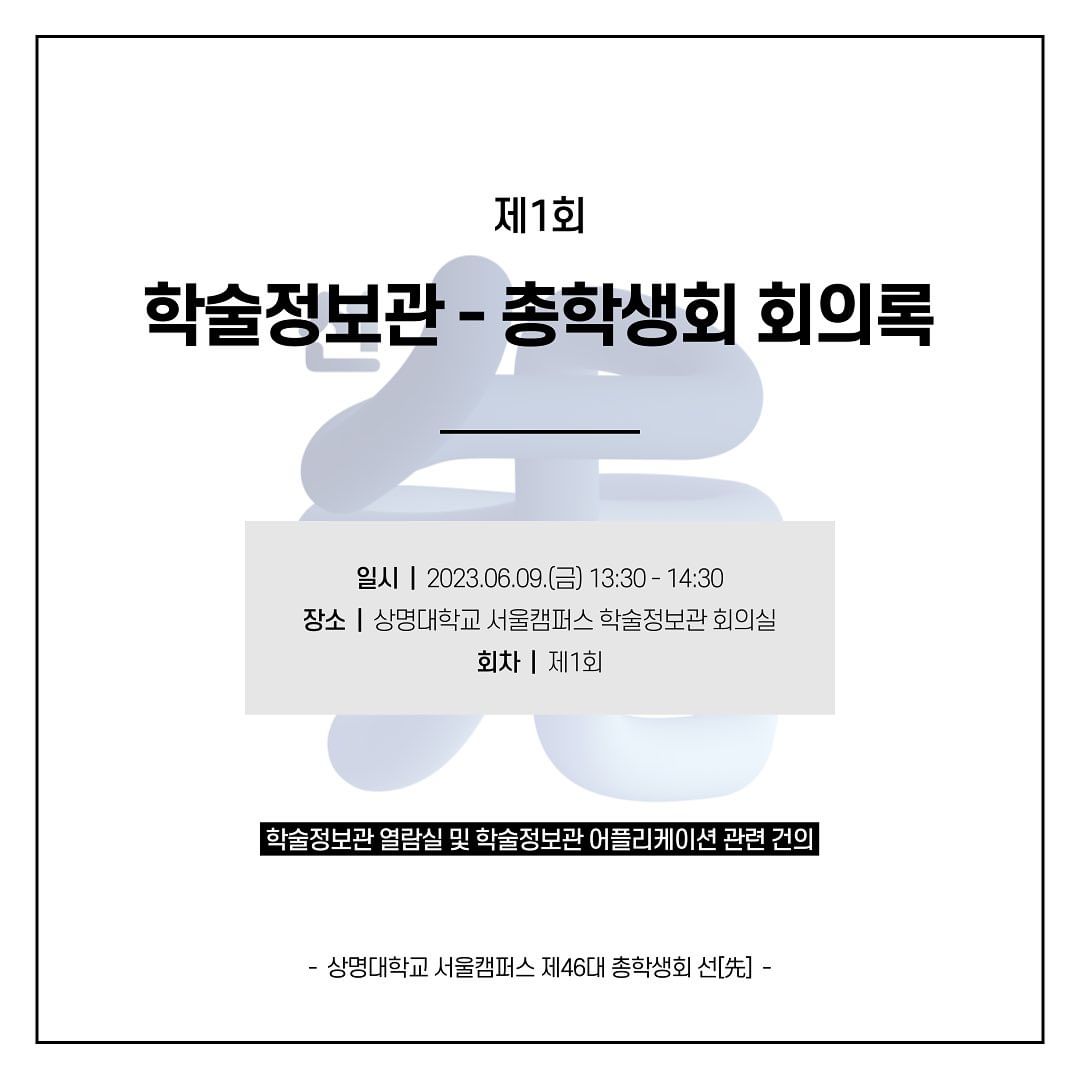 제1회
학술정보관 - 총학생회 회의록
일시 | 2023.06.09.(금) 13:30 - 14:30
장소 | 상명대학교 서울캠퍼스 학술정보관 회의실
회차 | 제1회
학술정보관 열람실 및 학술정보관 어플리케이션 관련 건의
- 상명대학교 서울캠퍼스 제46대 총학생회 선[先] -